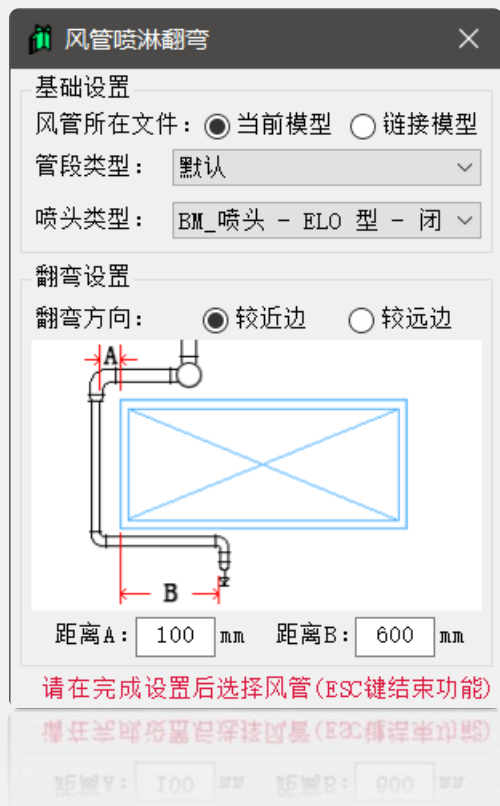 风管喷淋翻弯
基础设置
风管所在文件: 当前模型 链接模型
管段类型: 默认
喷头类型: BM_喷头 - ELO 型 - 闭
翻弯设置
翻弯方向: 较近边 较远边
A
B
距离A: 100 mm 距离B: 600 mm
请在完成设置后选择风管(ESC键结束功能)